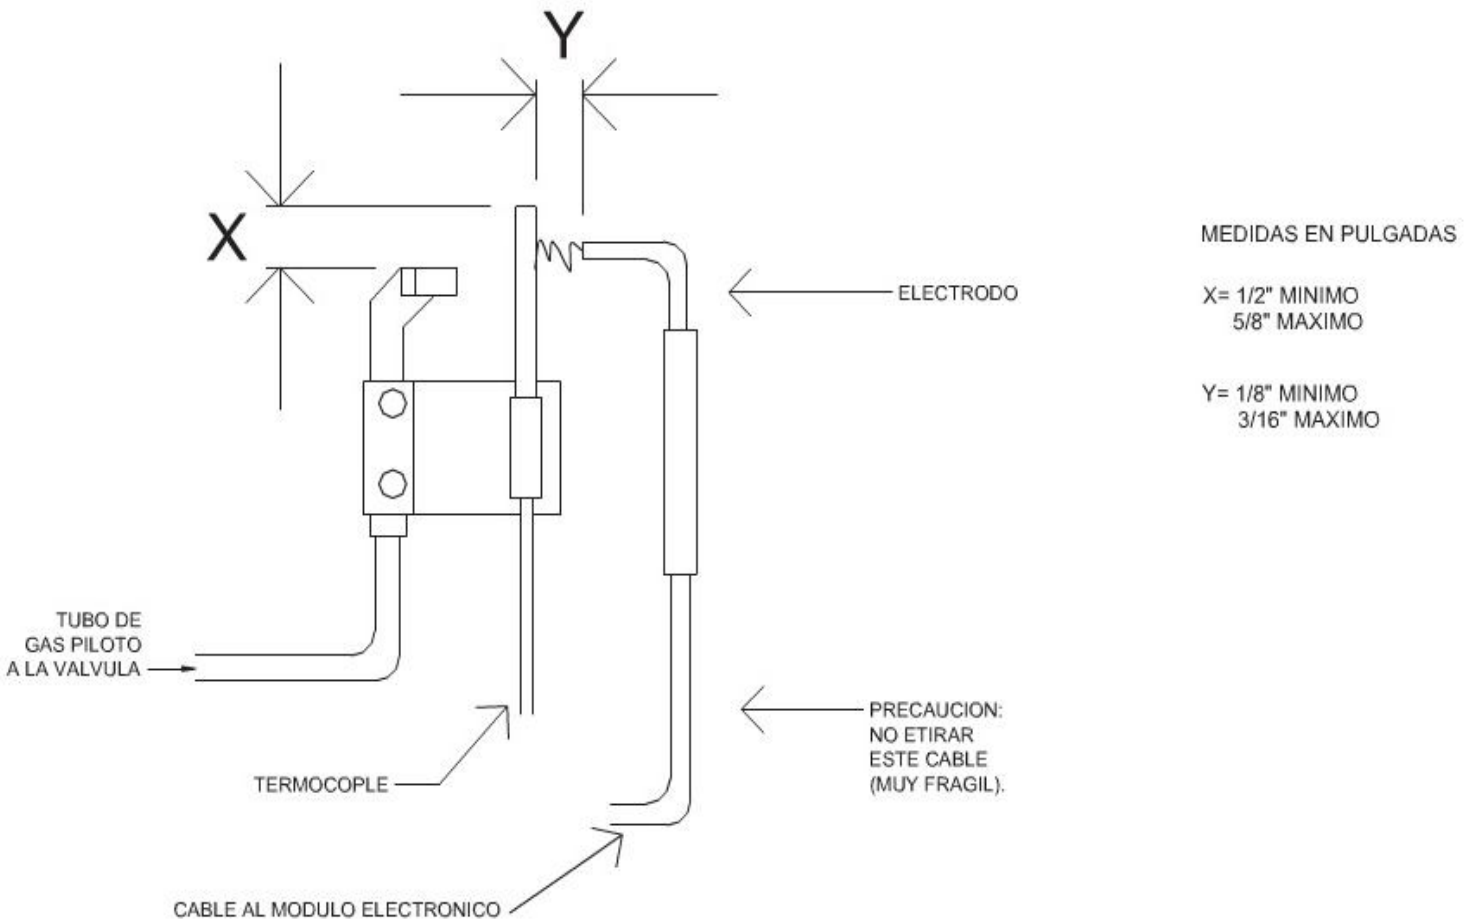 Y
X
MEDIDAS EN PULGADAS
X= 1/2" MINIMO
5/8" MAXIMO
Y= 1/8" MINIMO
3/16" MAXIMO
ELECTRODO
TUBO DE
GAS PILOTO
A LA VALVULA
PRECAUCION:
NO ETIRAR
ESTE CABLE
(MUY FRAGIL).
TERMOCOPLE
CABLE AL MODULO ELECTRONICO